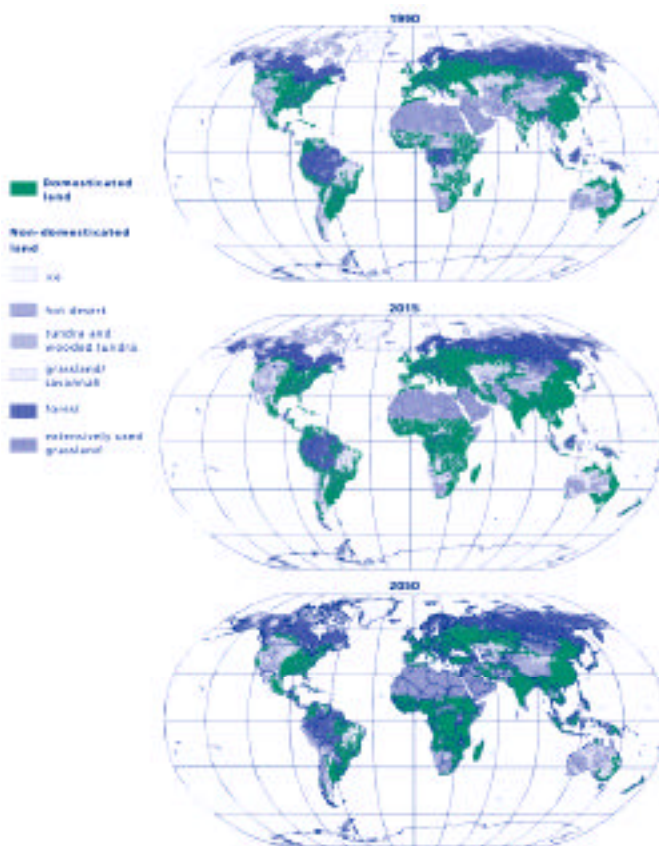 1990
Domesticated
land
Non-domesticated
land
ice
hot desert
tundra and
wooded tundra
grassland/
savannah
forest
extensively used
grassland
2015
2050